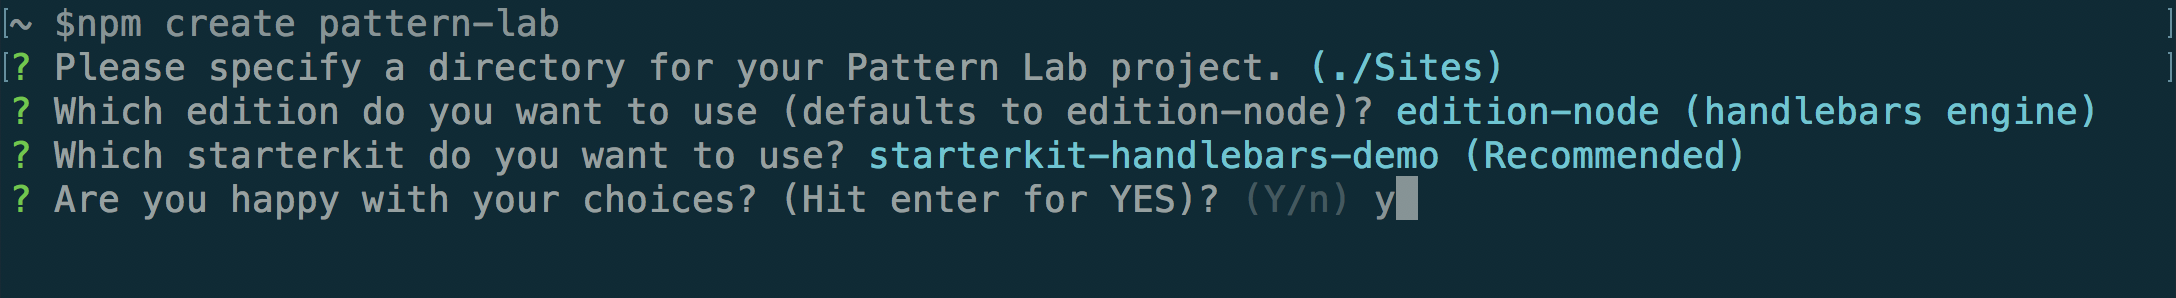 [~ $npm create pattern-lab ]
[? Please specify a directory for your Pattern Lab project. (./Sites) ]
? Which edition do you want to use (defaults to edition-node)? edition-node (handlebars engine)
? Which starterkit do you want to use? starterkit-handlebars-demo (Recommended)
? Are you happy with your choices? (Hit enter for YES)? (Y/n) y